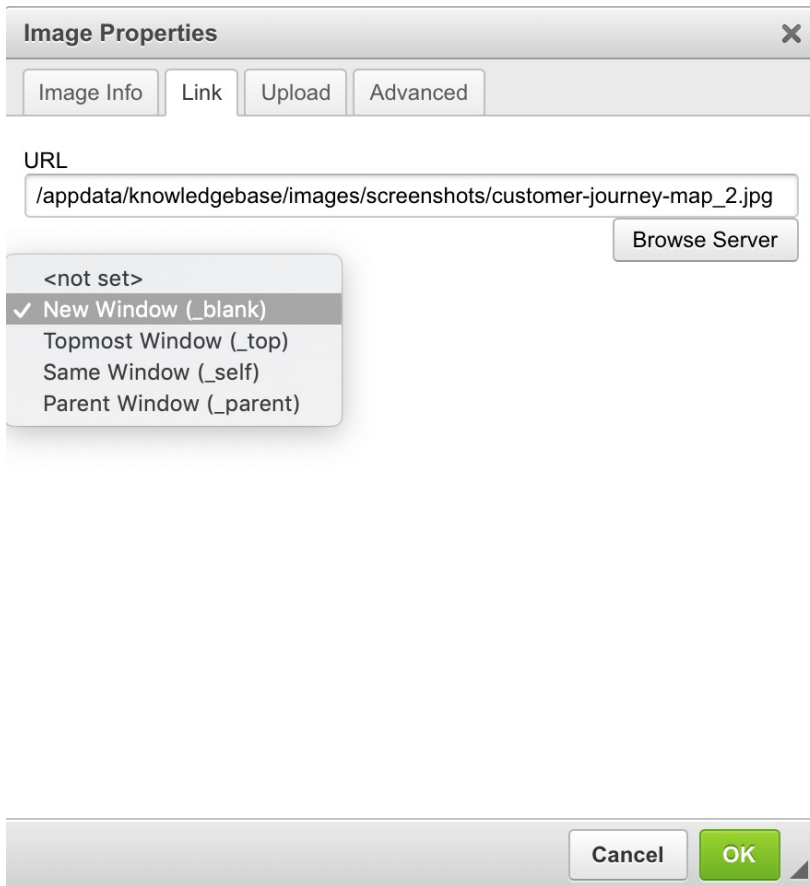 Image Properties
Image Info Link Upload Advanced
URL
/appdata/knowledgebase/images/screenshots/customer-journey-map_2.jpg
Browse Server
<not set>
New Window (_blank)
Topmost Window (_top)
Same Window (_self)
Parent Window (_parent)
Cancel OK